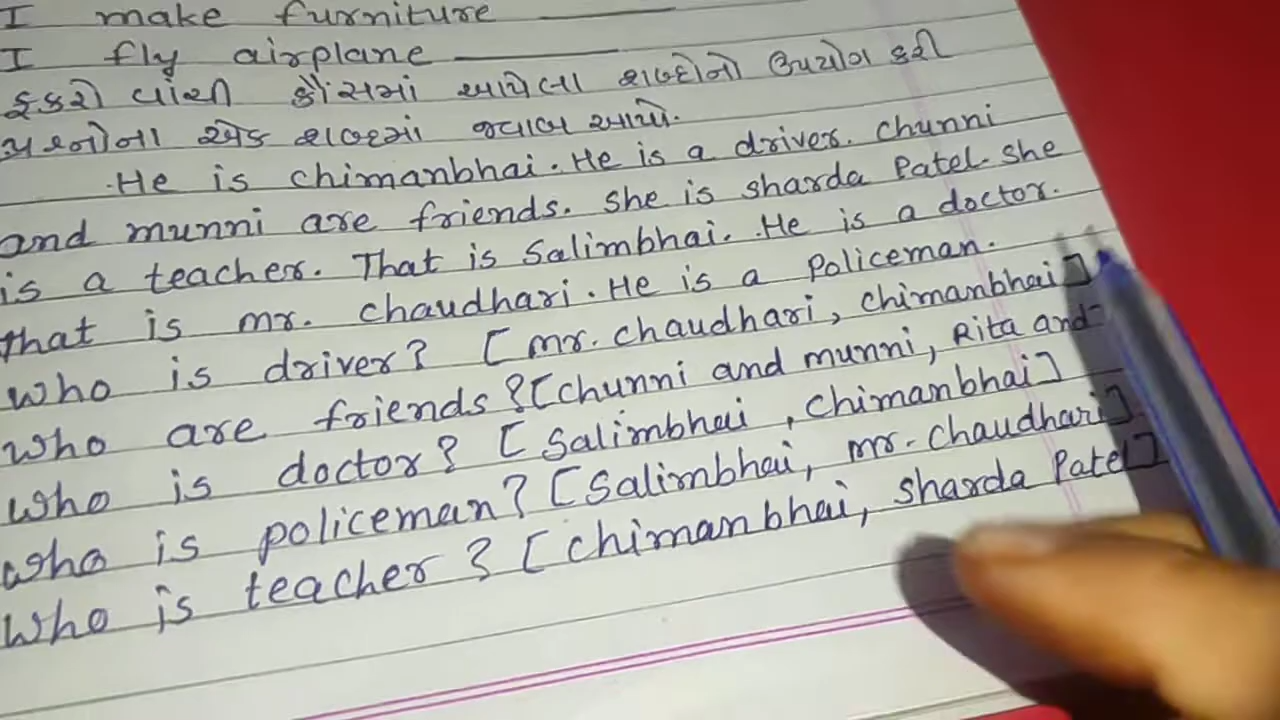 I make furniture
I fly airplane
ફકરો વાંચી કૌંસમાં આપેલા શબ્દોનો ઉપયોગ કરી
પ્રશ્નોના એક શબ્દમાં જવાબ આપો.
He is chimanbhai. He is a driver. chunni
and munni are friends. She is sharda Patel. She
is a teacher. That is Salimbhai. He is a doctor.
That is mr. chaudhari. He is a Policeman.
Who is driver? [mr. chaudhari, chimanbhai]
Who are friends? [chunni and munni, Rita and
Who is doctor? [Salimbhai, chimanbhai]
Who is policeman? [Salimbhai, mr. chaudhari]
Who is teacher? [chimanbhai, sharda Patel]